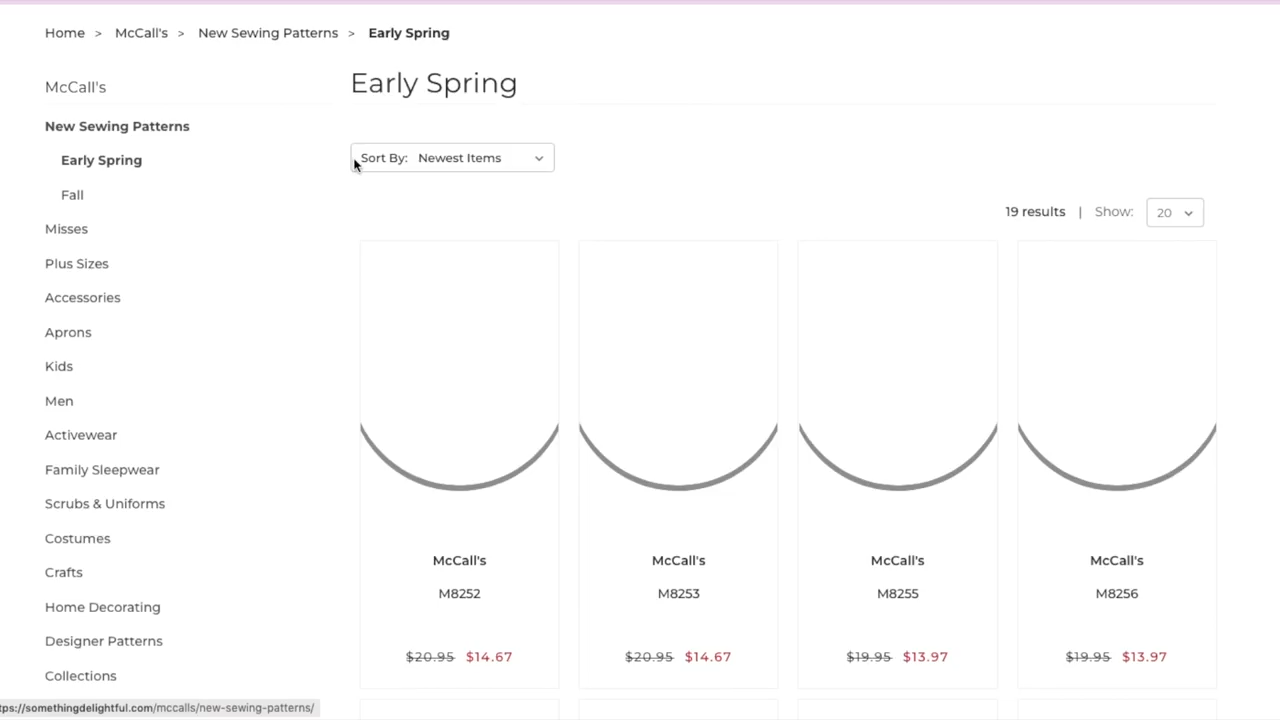 Home > McCall's > New Sewing Patterns > Early Spring
McCall's
New Sewing Patterns
Early Spring
Fall
Misses
Plus Sizes
Accessories
Aprons
Kids
Men
Activewear
Family Sleepwear
Scrubs & Uniforms
Costumes
Crafts
Home Decorating
Designer Patterns
Collections
Early Spring
Sort By: Newest Items
19 results | Show: 20
McCall's
M8252
$20.95 $14.67
McCall's
M8253
$20.95 $14.67
McCall's
M8255
$19.95 $13.97
McCall's
M8256
$19.95 $13.97
tps://somethingdelightful.com/mccalls/new-sewing-patterns/